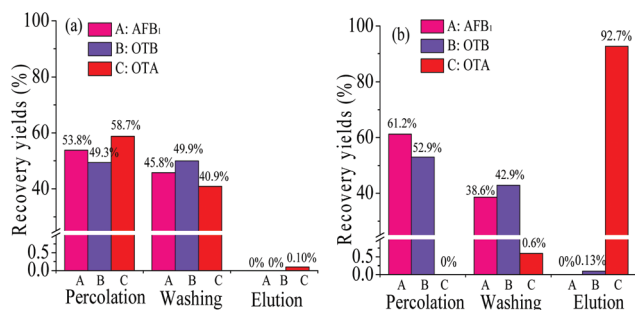 (a)
A: AFB₁
B: OTB
C: OTA
Recovery yields (%)
100
80
60
40
0.5
0.0
53.8%
49.3%
58.7%
45.8%
49.9%
40.9%
0% 0% 0.10%
A B C A B C A B C
Percolation Washing Elution
(b)
A: AFB₁
B: OTB
C: OTA
Recovery yields (%)
100
80
60
40
0.5
0.0
61.2%
52.9%
0%
38.6%
42.9%
0.6%
0% 0.13%
92.7%
A B C A B C A B C
Percolation Washing Elution